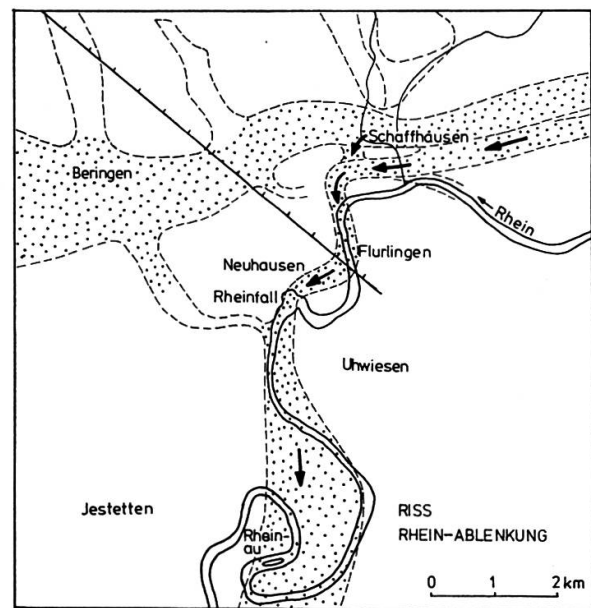 Schaffhausen
Beringen
Rhein
Flurlingen
Neuhausen
Rheinfall
Uhwiesen
Jestetten
RISS
RHEIN-ABLENKUNG
Rhein-
au
0 1 2 km